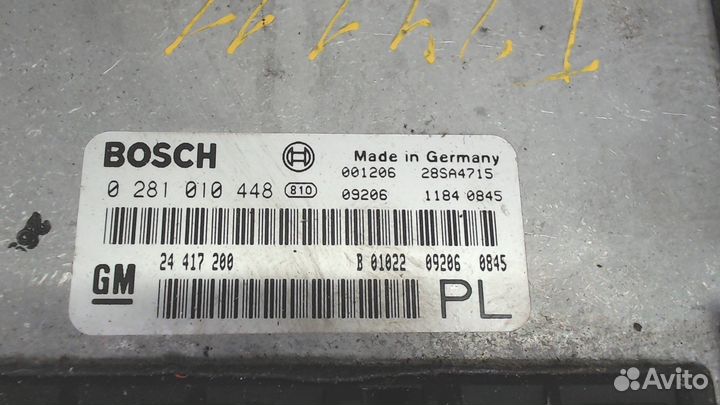 BOSCH Made in Germany
001206 28SA4715
0 281 010 448 810 09206 1184 0845
24 417 200 B 01022 09206 0845
GM PL
Avito